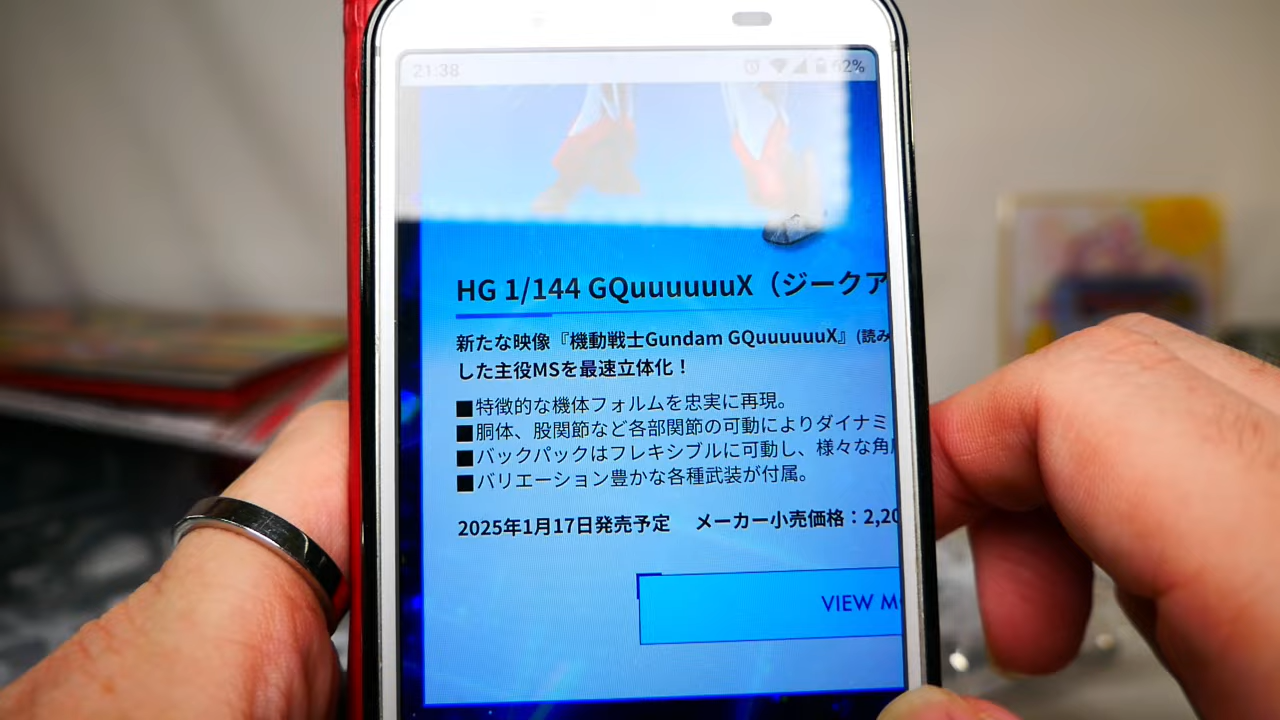 21:38
62%
HG 1/144 GQuuuuuuX（ジークア
新たな映像『機動戦士Gundam GQuuuuuuX』(読み
した主役MSを最速立体化！
■特徴的な機体フォルムを忠実に再現。
■胴体、股関節など各部関節の可動によりダイナミ
■バックパックはフレキシブルに可動し、様々な角
■バリエーション豊かな各種武装が付属。
2025年1月17日発売予定　メーカー小売価格：2,20
VIEW M